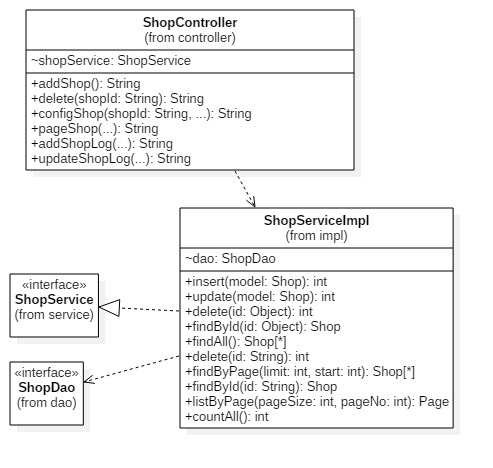 ShopController
(from controller)
~shopService: ShopService
+addShop(): String
+delete(shopId: String): String
+configShop(shopId: String, ...): String
+pageShop(...): String
+addShopLog(...): String
+updateShopLog(...): String
ShopServiceImpl
(from impl)
~dao: ShopDao
+insert(model: Shop): int
+update(model: Shop): int
+delete(id: Object): int
+findById(id: Object): Shop
+findAll(): Shop[*]
+delete(id: String): int
+findByPage(limit: int, start: int): Shop[*]
+findById(id: String): Shop
+listByPage(pageSize: int, pageNo: int): Page
+countAll(): int
«interface»
ShopService
(from service)
«interface»
ShopDao
(from dao)